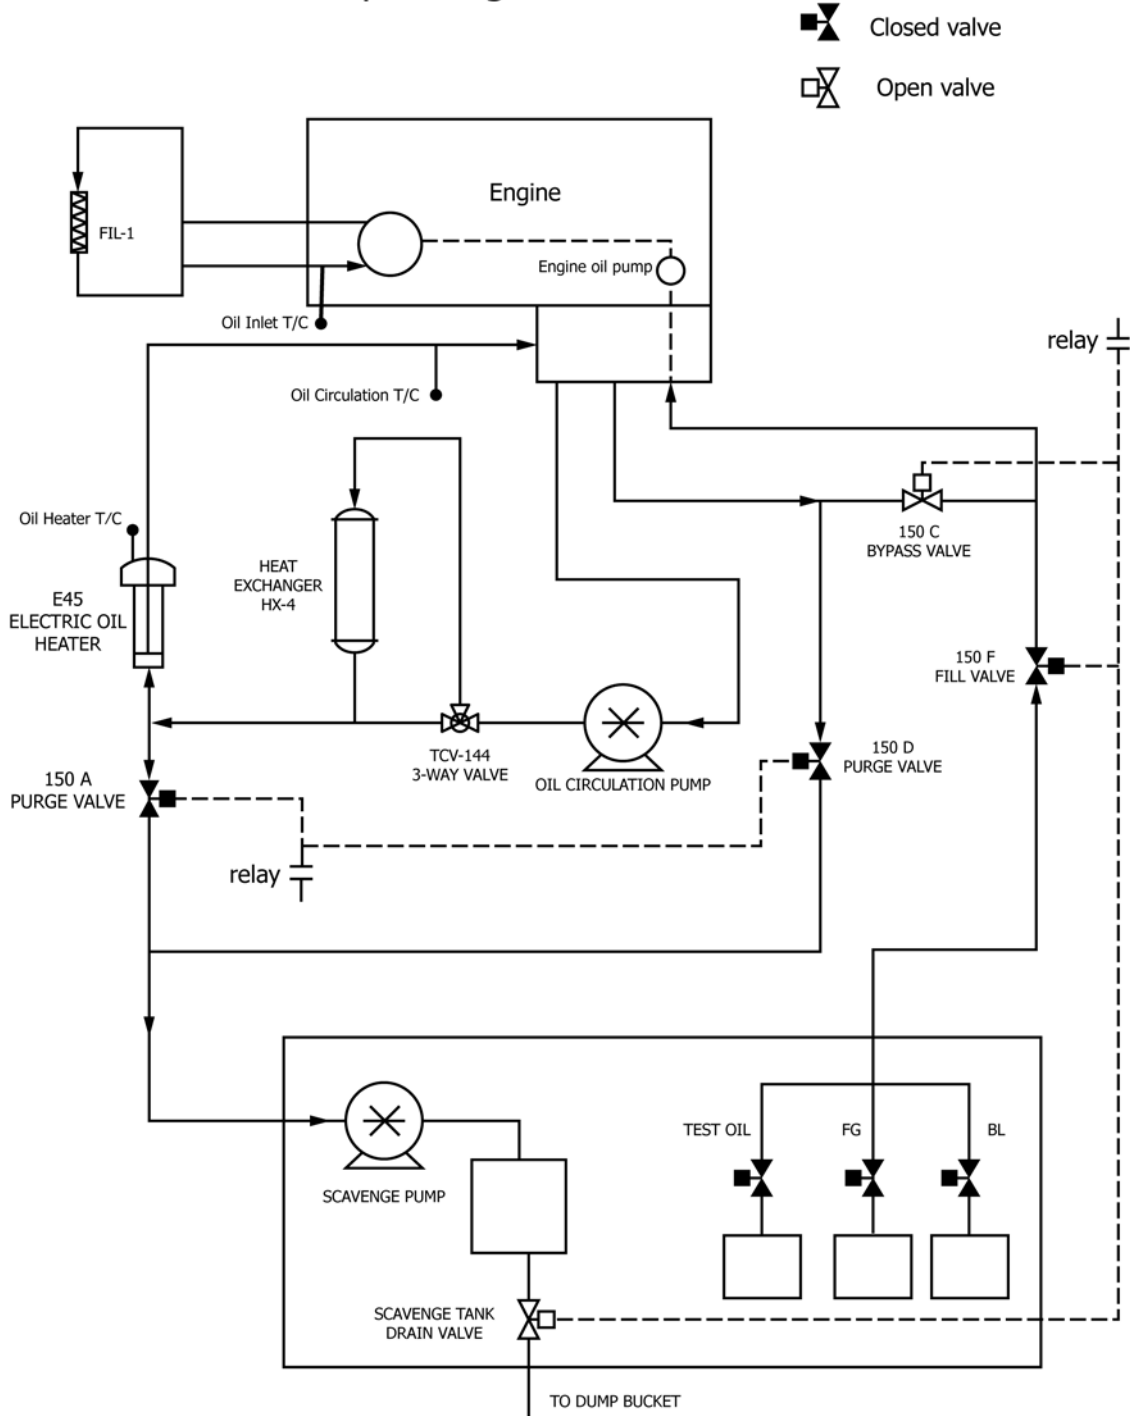 Closed valve
Open valve
Engine
FIL-1
Engine oil pump
Oil Inlet T/C
relay
Oil Circulation T/C
Oil Heater T/C
150 C
BYPASS VALVE
HEAT
EXCHANGER
HX-4
E45
ELECTRIC OIL
HEATER
150 F
FILL VALVE
TCV-144
3-WAY VALVE
OIL CIRCULATION PUMP
150 D
PURGE VALVE
150 A
PURGE VALVE
relay
TEST OIL
FG
BL
SCAVENGE PUMP
SCAVENGE TANK
DRAIN VALVE
TO DUMP BUCKET